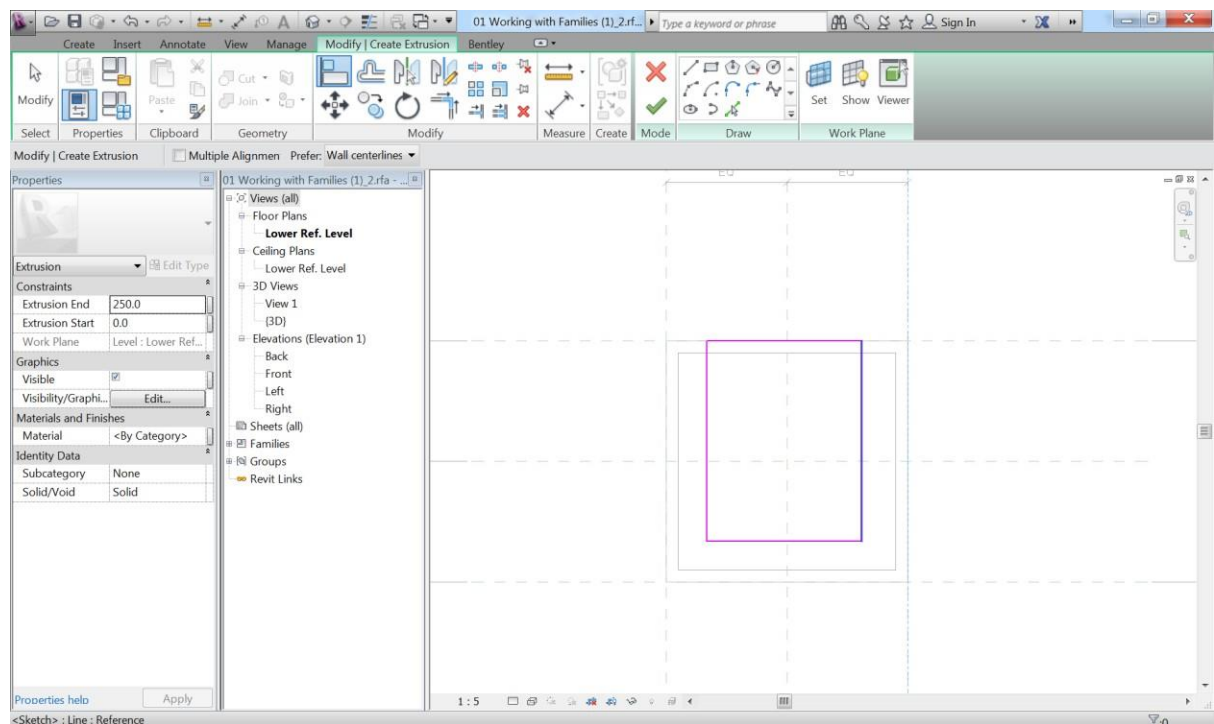 01 Working with Families (1)_2.rf...
Type a keyword or phrase
Sign In
Create Insert Annotate View Manage Modify | Create Extrusion Bentley
Modify
Paste
Cut
Join
Set Show Viewer
Select Properties Clipboard Geometry Modify Measure Create Mode Draw Work Plane
Modify | Create Extrusion Multiple Alignmen Prefer: Wall centerlines
Properties
Extrusion Edit Type
Constraints
Extrusion End 250.0
Extrusion Start 0.0
Work Plane Level : Lower Ref...
Graphics
Visible
Visibility/Graphi... Edit...
Materials and Finishes
Material <By Category>
Identity Data
Subcategory None
Solid/Void Solid
Properties help Apply
01 Working with Families (1)_2.rfa - ...
Views (all)
Floor Plans
Lower Ref. Level
Ceiling Plans
Lower Ref. Level
3D Views
View 1
{3D}
Elevations (Elevation 1)
Back
Front
Left
Right
Sheets (all)
Families
Groups
Revit Links
EQ EQ
1:5
<Sketch> : Line : Reference
:0